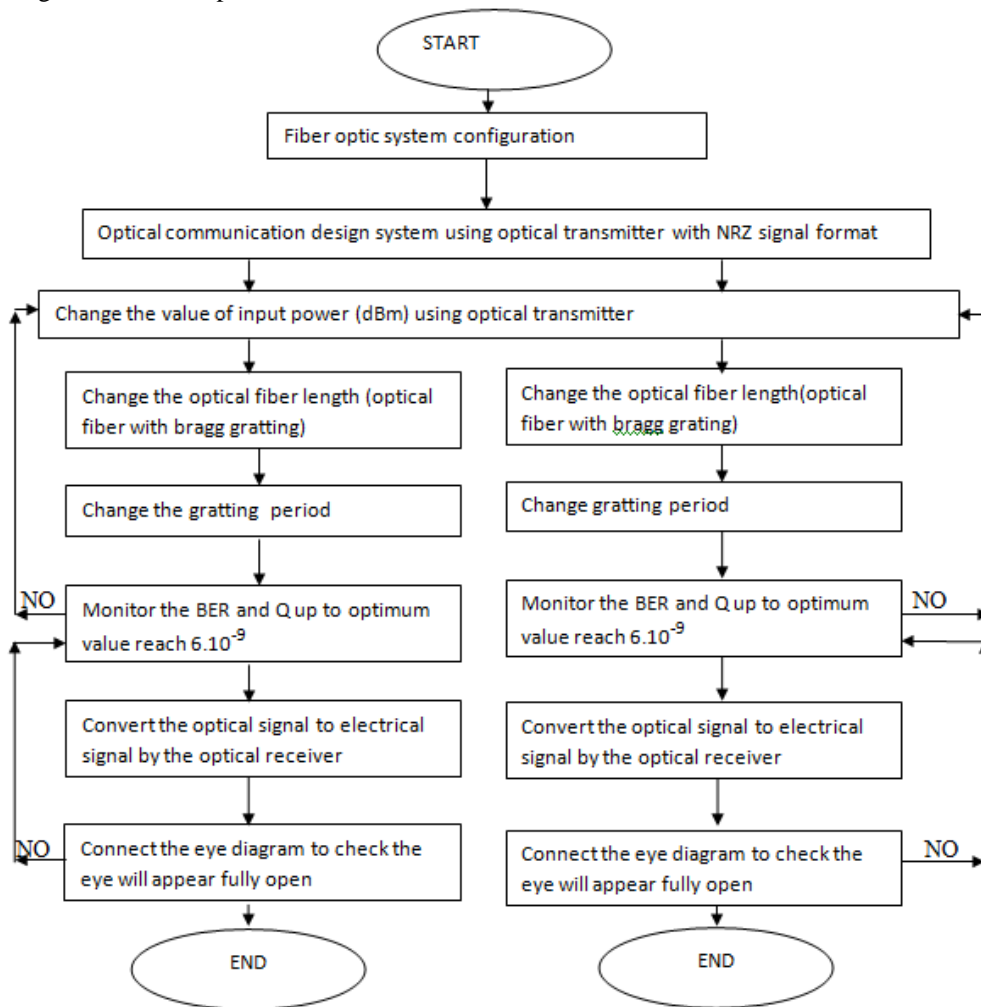 START
Fiber optic system configuration
Optical communication design system using optical transmitter with NRZ signal format
Change the value of input power (dBm) using optical transmitter
Change the optical fiber length (optical
fiber with bragg gratting)
Change the gratting period
NO
Monitor the BER and Q up to optimum
value reach 6.10⁻⁹
Convert the optical signal to electrical
signal by the optical receiver
NO
Connect the eye diagram to check the
eye will appear fully open
END
Change the optical fiber length(optical
fiber with bragg grating)
Change gratting period
Monitor the BER and Q up to optimum
value reach 6.10⁻⁹
NO
Convert the optical signal to electrical
signal by the optical receiver
Connect the eye diagram to check the
eye will appear fully open
NO
END